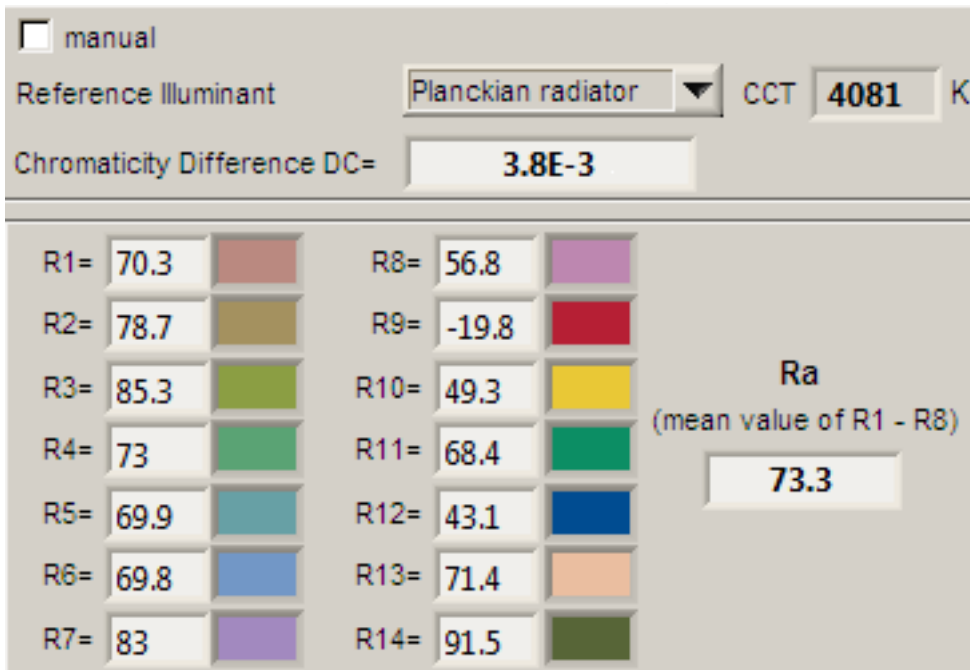 manual
Reference Illuminant Planckian radiator CCT 4081 K
Chromaticity Difference DC= 3.8E-3
R1= 70.3 R8= 56.8
R2= 78.7 R9= -19.8
R3= 85.3 R10= 49.3
Ra
(mean value of R1 - R8)
R4= 73 R11= 68.4
73.3
R5= 69.9 R12= 43.1
R6= 69.8 R13= 71.4
R7= 83 R14= 91.5